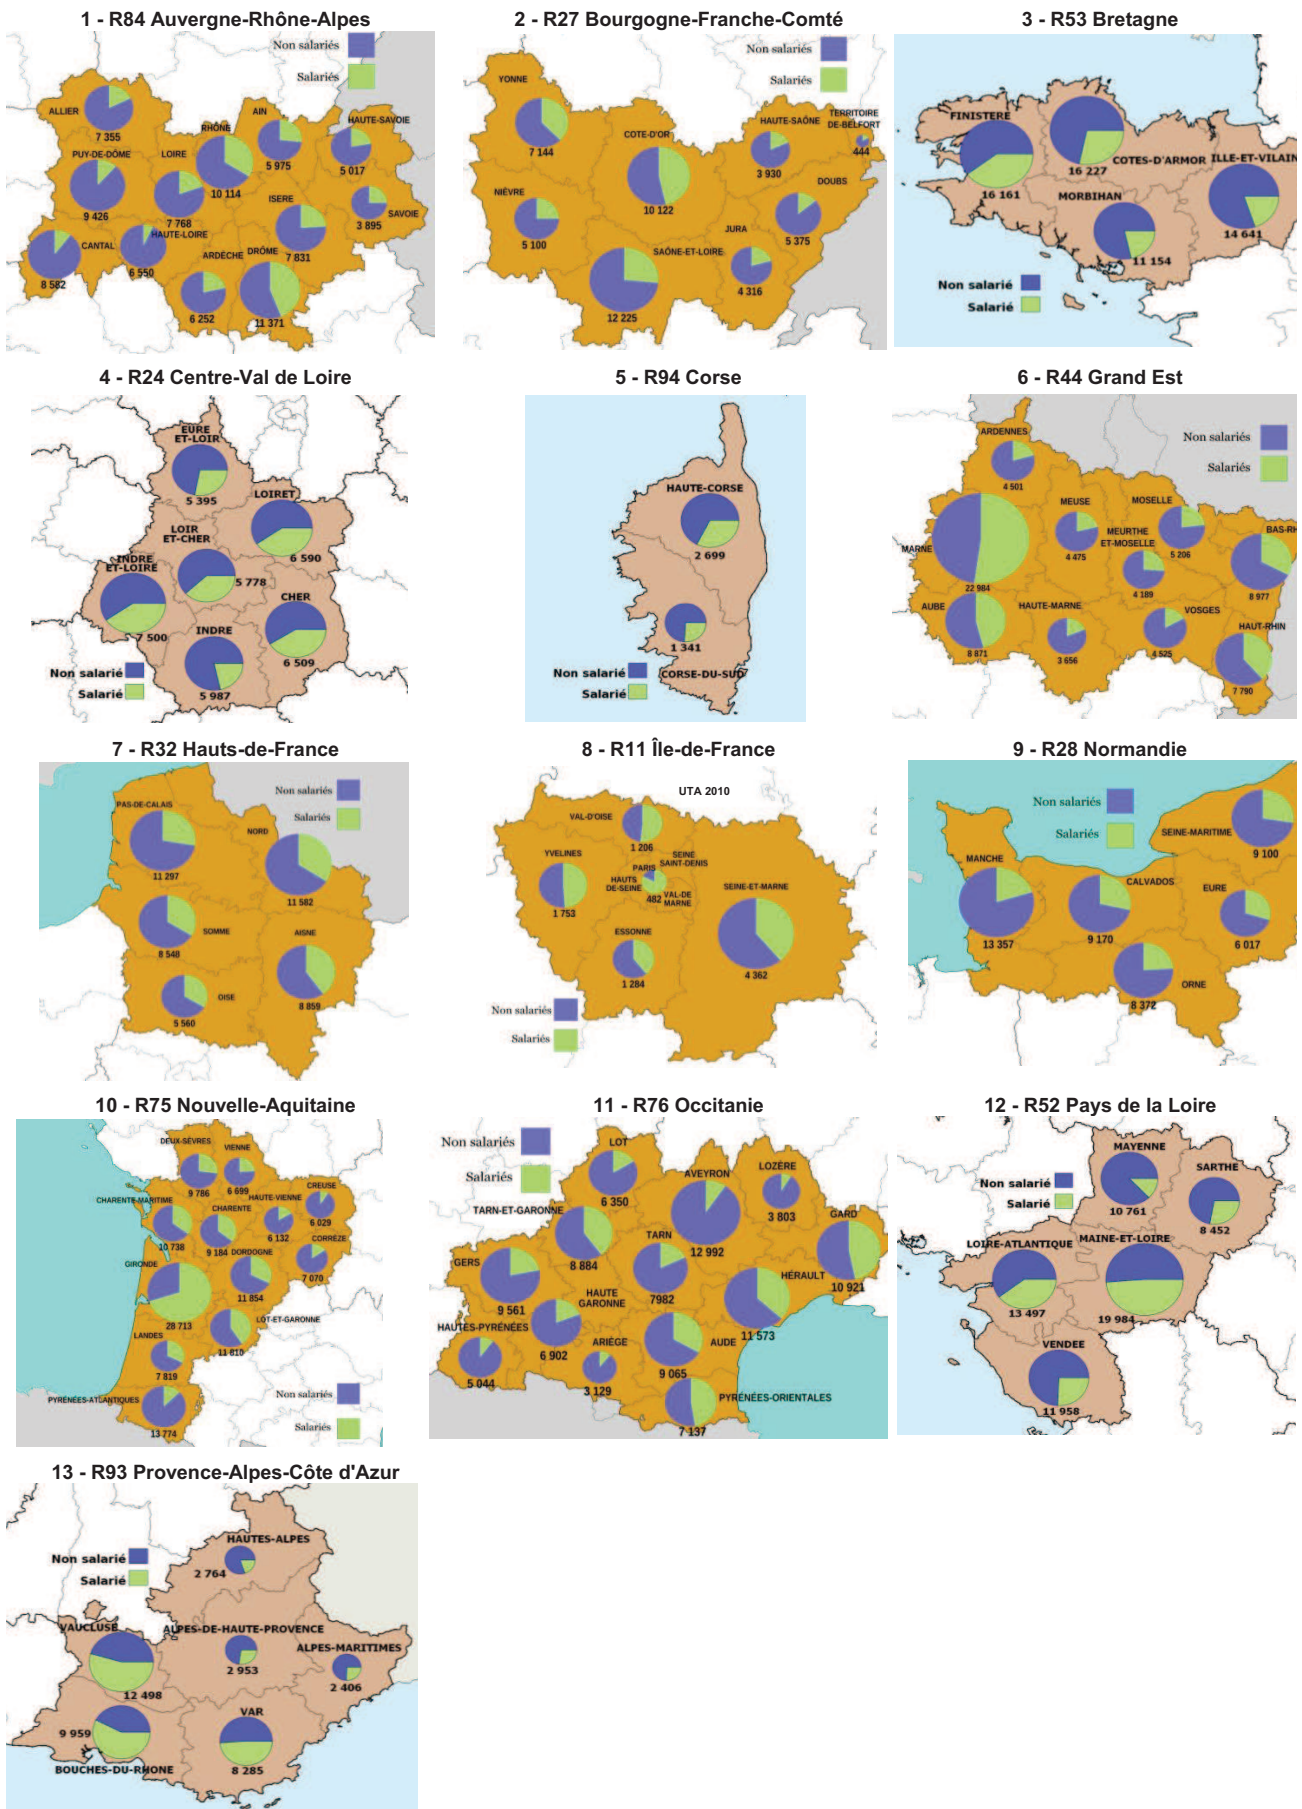 1 - R84 Auvergne-Rhône-Alpes
Non salariés
Salariés
ALLIER
7 355
AIN
5 975
HAUTE-SAVOIE
5 017
RHÔNE
10 114
PUY-DE-DÔME
9 426
LOIRE
7 768
ISERE
7 831
SAVOIE
3 895
CANTAL
8 582
HAUTE-LOIRE
6 550
ARDÈCHE
6 252
DRÔME
11 371
2 - R27 Bourgogne-Franche-Comté
Non salariés
Salariés
YONNE
7 144
COTE-D'OR
10 122
HAUTE-SAÔNE
3 930
TERRITOIRE
DE-BELFORT
444
NIÈVRE
5 100
DOUBS
5 375
JURA
4 316
SAÔNE-ET-LOIRE
12 225
3 - R53 Bretagne
FINISTERE
16 161
COTES-D'ARMOR
16 227
ILLE-ET-VILAIN
14 641
MORBIHAN
11 154
Non salarié
Salarié
4 - R24 Centre-Val de Loire
EURE
ET-LOIR
5 395
LOIRET
6 590
LOIR
ET-CHER
5 778
INDRE
ET-LOIRE
7 500
CHER
6 509
INDRE
5 987
Non salarié
Salarié
5 - R94 Corse
HAUTE-CORSE
2 699
1 341
CORSE-DU-SUD
Non salarié
Salarié
6 - R44 Grand Est
Non salariés
Salariés
ARDENNES
4 501
MARNE
22 984
MEUSE
4 475
MOSELLE
5 206
MEURTHE
ET-MOSELLE
4 189
BAS-RH
8 977
AUBE
8 871
HAUTE-MARNE
3 656
VOSGES
4 525
HAUT-RHIN
7 790
7 - R32 Hauts-de-France
Non salariés
Salariés
PAS-DE-CALAIS
11 297
NORD
11 582
SOMME
8 548
AISNE
8 859
OISE
5 560
8 - R11 Île-de-France
UTA 2010
VAL-D'OISE
1 206
YVELINES
1 753
PARIS
HAUTS
DE-SEINE
SEINE
SAINT-DENIS
482
VAL-DE
MARNE
SEINE-ET-MARNE
4 362
ESSONNE
1 284
Non salariés
Salariés
9 - R28 Normandie
Non salariés
Salariés
SEINE-MARITIME
9 100
MANCHE
13 357
CALVADOS
9 170
EURE
6 017
ORNE
8 372
10 - R75 Nouvelle-Aquitaine
DEUX-SÈVRES
9 786
VIENNE
6 699
CREUSE
6 029
CHARENTE-MARITIME
10 738
CHARENTE
9 184
HAUTE-VIENNE
6 132
CORRÈZE
7 070
GIRONDE
28 713
DORDOGNE
11 854
LOT-ET-GARONNE
11 810
LANDES
7 819
PYRÉNÉES-ATLANTIQUES
13 774
Non salariés
Salariés
11 - R76 Occitanie
Non salariés
Salariés
LOT
6 350
AVEYRON
12 992
LOZÈRE
3 803
TARN-ET-GARONNE
8 884
TARN
7982
GARD
10 921
GERS
9 561
HAUTE
GARONNE
6 902
HÉRAULT
11 573
HAUTES-PYRÉNÉES
5 044
ARIÈGE
3 129
AUDE
9 065
PYRÉNÉES-ORIENTALES
7 137
12 - R52 Pays de la Loire
Non salarié
Salarié
MAYENNE
10 761
SARTHE
8 452
LOIRE-ATLANTIQUE
13 497
MAINE-ET-LOIRE
19 984
VENDEE
11 958
13 - R93 Provence-Alpes-Côte d'Azur
Non salarié
Salarié
HAUTES-ALPES
2 764
VAUCLUSE
12 498
ALPES-DE-HAUTE-PROVENCE
2 953
ALPES-MARITIMES
2 406
9 959
BOUCHES-DU-RHONE
VAR
8 285